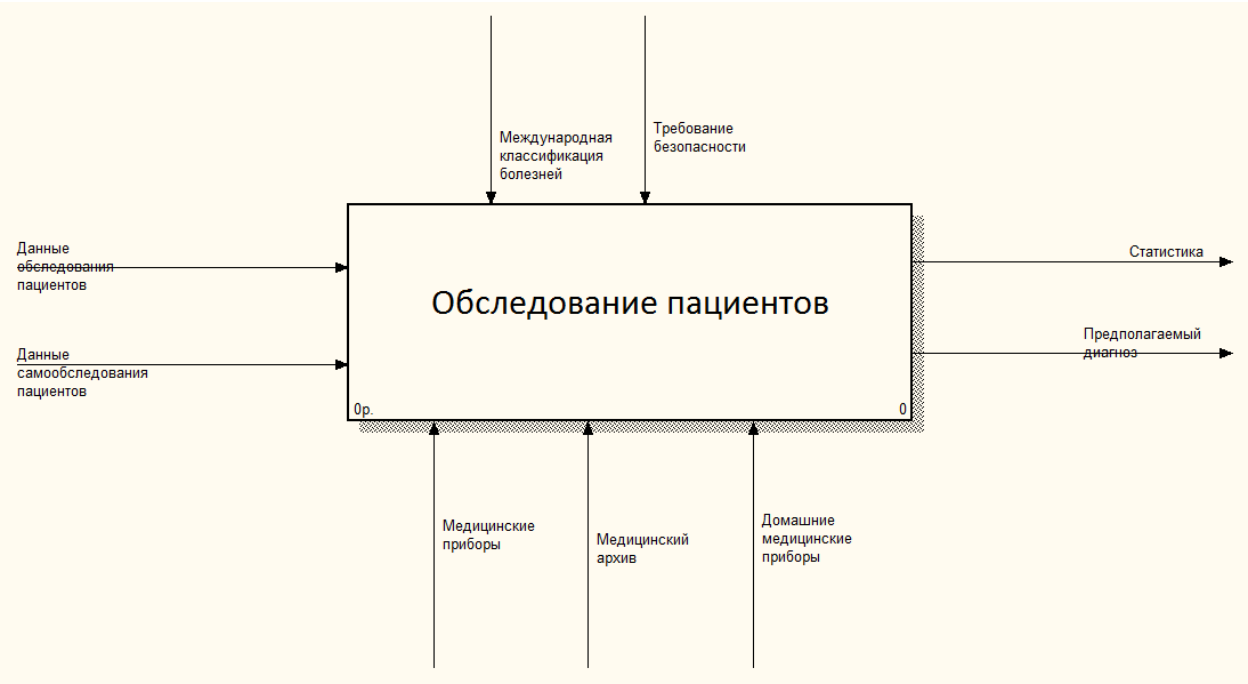 Международная
классификация
болезней
Требование
безопасности
Данные
обследования
пациентов
Статистика
Обследование пациентов
Предполагаемый
диагноз
Данные
самообследования
пациентов
0р.
0
Медицинские
приборы
Медицинский
архив
Домашние
медицинские
приборы